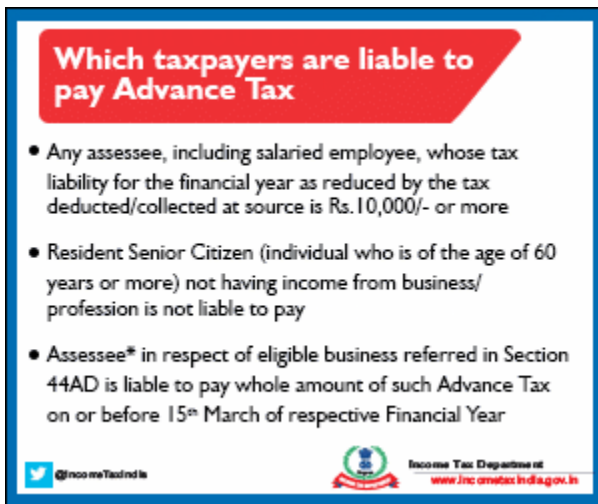 Which taxpayers are liable to
pay Advance Tax
• Any assessee, including salaried employee, whose tax
liability for the financial year as reduced by the tax
deducted/collected at source is Rs.10,000/- or more
• Resident Senior Citizen (individual who is of the age of 60
years or more) not having income from business/
profession is not liable to pay
• Assessee* in respect of eligible business referred in Section
44AD is liable to pay whole amount of such Advance Tax
on or before 15th March of respective Financial Year
@IncomeTaxIndia
Income Tax Department
www.incometaxindia.gov.in